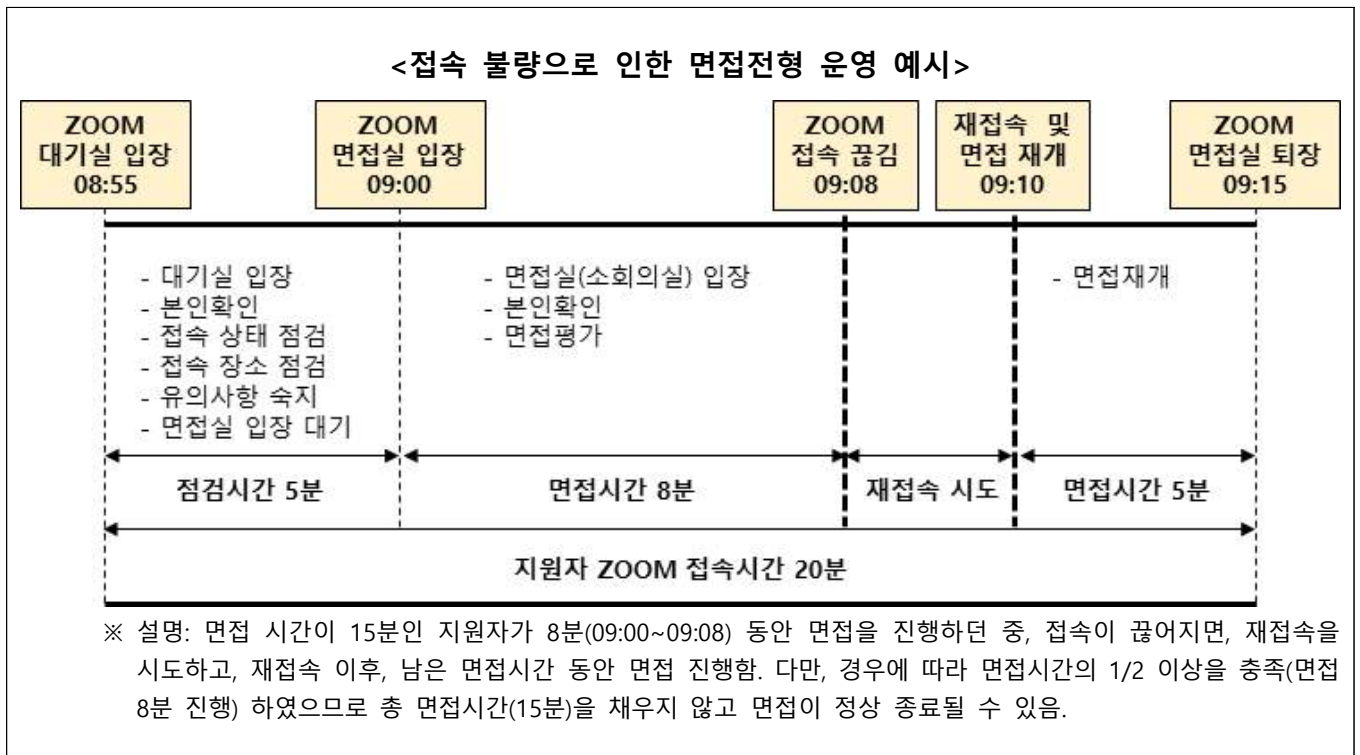 <접속 불량으로 인한 면접전형 운영 예시>
ZOOM
대기실 입장
08:55
ZOOM
면접실 입장
09:00
ZOOM
접속 끊김
09:08
재접속 및
면접 재개
09:10
ZOOM
면접실 퇴장
09:15
- 대기실 입장
- 본인확인
- 접속 상태 점검
- 접속 장소 점검
- 유의사항 숙지
- 면접실 입장 대기
- 면접실(소회의실) 입장
- 본인확인
- 면접평가
- 면접재개
점검시간 5분
면접시간 8분
재접속 시도
면접시간 5분
지원자 ZOOM 접속시간 20분
※ 설명: 면접 시간이 15분인 지원자가 8분(09:00~09:08) 동안 면접을 진행하던 중, 접속이 끊어지면, 재접속을
시도하고, 재접속 이후, 남은 면접시간 동안 면접 진행함. 다만, 경우에 따라 면접시간의 1/2 이상을 충족(면접
8분 진행) 하였으므로 총 면접시간(15분)을 채우지 않고 면접이 정상 종료될 수 있음.